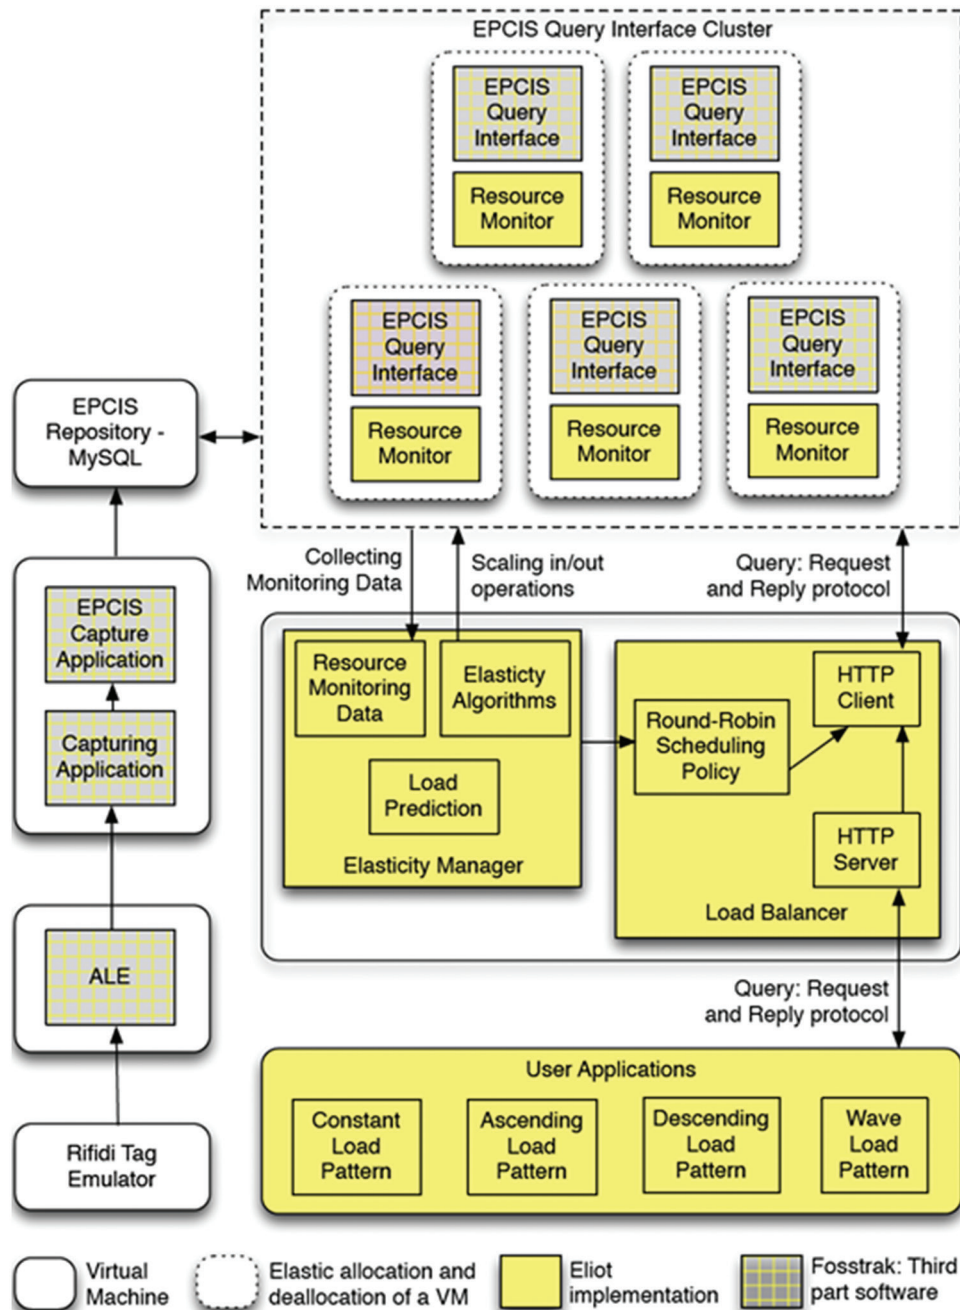 EPCIS Query Interface Cluster
EPCIS
Query
Interface
Resource
Monitor
EPCIS
Query
Interface
Resource
Monitor
EPCIS
Query
Interface
Resource
Monitor
EPCIS
Query
Interface
Resource
Monitor
EPCIS
Query
Interface
Resource
Monitor
EPCIS
Repository -
MySQL
Collecting
Monitoring Data
Scaling in/out
operations
Query: Request
and Reply protocol
EPCIS
Capture
Application
Capturing
Application
Resource
Monitoring
Data
Elasticty
Algorithms
Load
Prediction
Elasticity Manager
Round-Robin
Scheduling
Policy
HTTP
Client
HTTP
Server
Load Balancer
ALE
Query: Request
and Reply protocol
Rifidi Tag
Emulator
User Applications
Constant
Load
Pattern
Ascending
Load
Pattern
Descending
Load
Pattern
Wave
Load
Pattern
Virtual
Machine
Elastic allocation and
deallocation of a VM
Eliot
implementation
Fosstrak: Third
part software